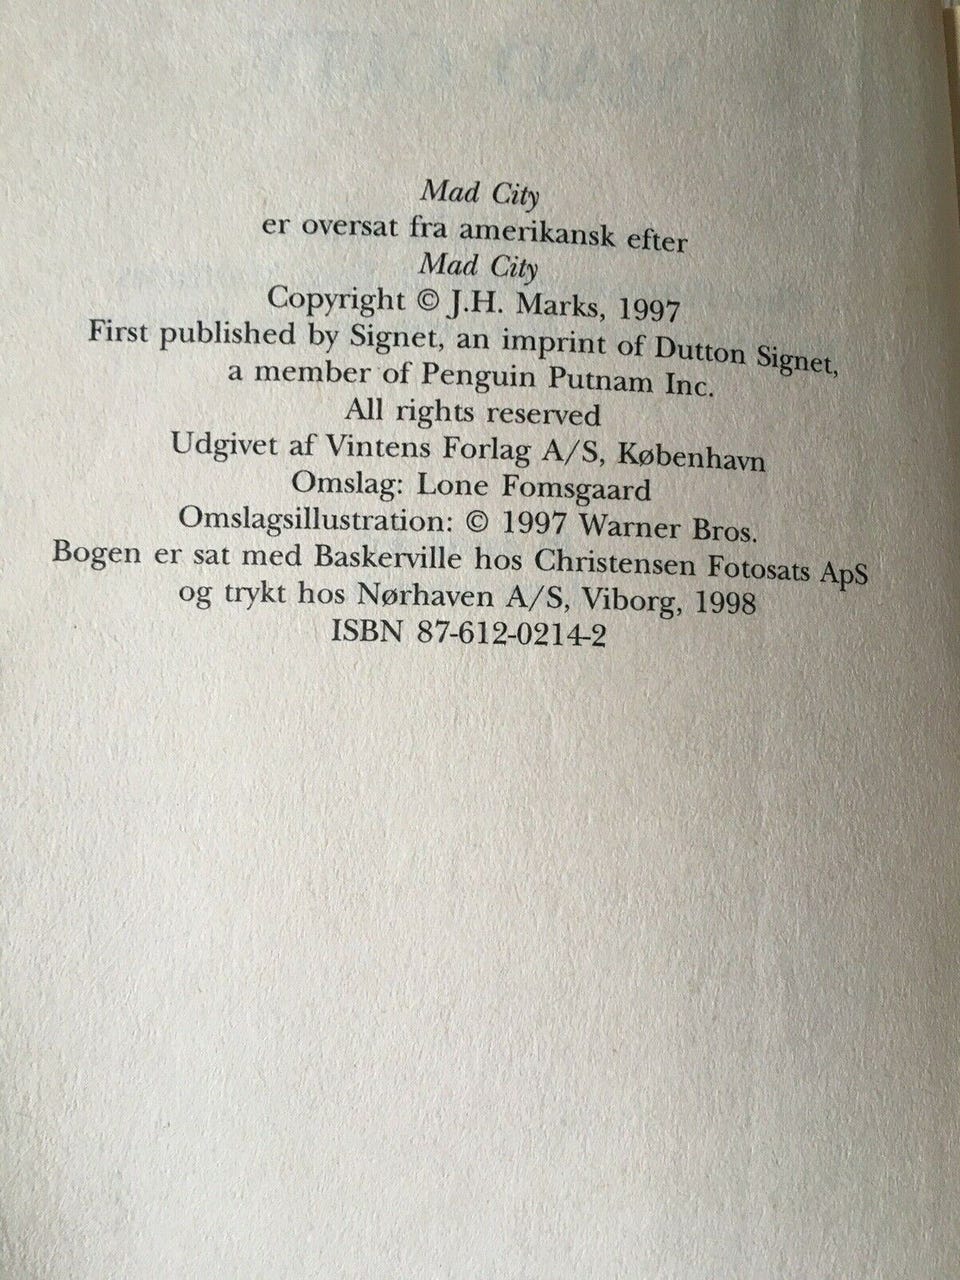 Mad City
er oversat fra amerikansk efter
Mad City
Copyright © J.H. Marks, 1997
First published by Signet, an imprint of Dutton Signet,
a member of Penguin Putnam Inc.
All rights reserved
Udgivet af Vintens Forlag A/S, København
Omslag: Lone Fomsgaard
Omslagsillustration: © 1997 Warner Bros.
Bogen er sat med Baskerville hos Christensen Fotosats ApS
og trykt hos Nørhaven A/S, Viborg, 1998
ISBN 87-612-0214-2